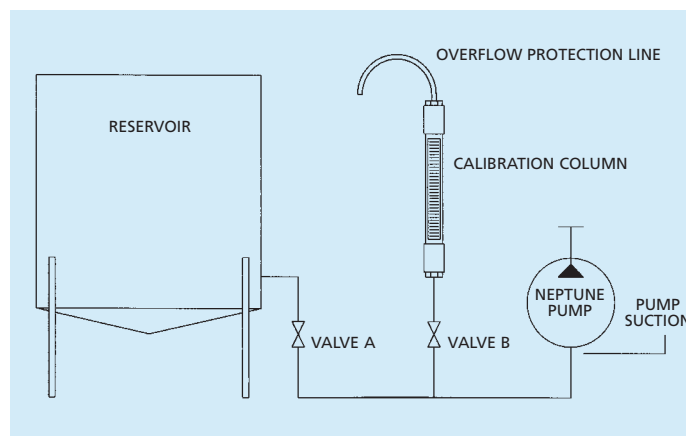 OVERFLOW PROTECTION LINE
RESERVOIR
CALIBRATION COLUMN
NEPTUNE
PUMP
PUMP
SUCTION
VALVE A
VALVE B